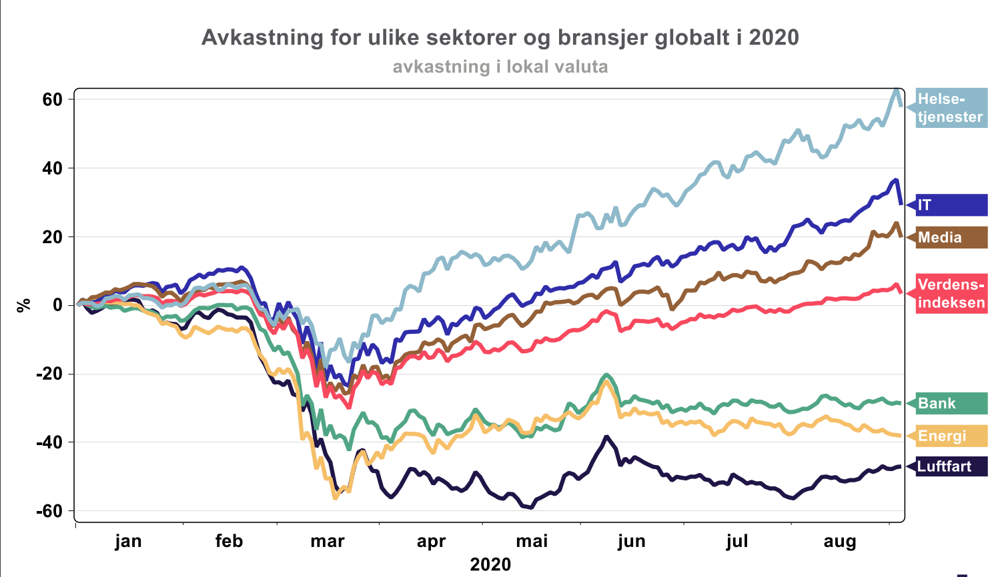 Avkastning for ulike sektorer og bransjer globalt i 2020
avkastning i lokal valuta
60
40
20
0
-20
-40
-60
%
Helse-
tjenester
IT
Media
Verdens-
indeksen
Bank
Energi
Luftfart
jan feb mar apr mai jun jul aug
2020